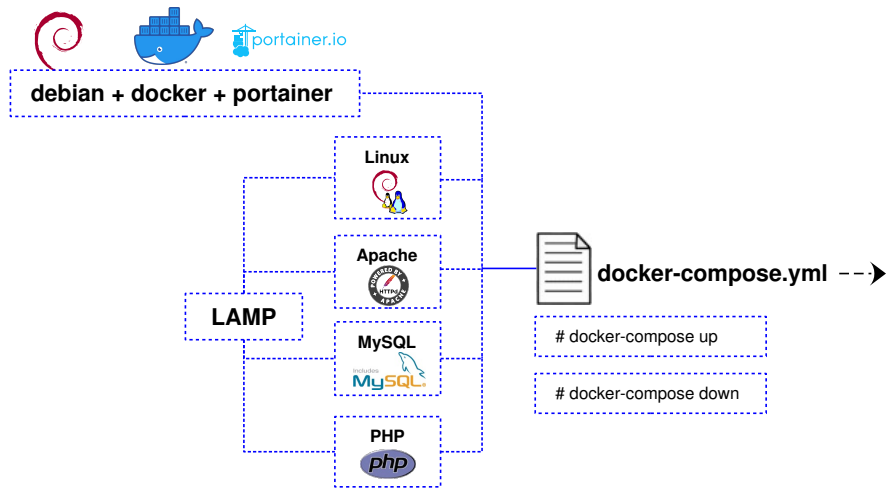 portainer.io
debian + docker + portainer
Linux
Apache
POWERED BY
HTTPd
APACHE
LAMP
MySQL
includes
MySQL®
PHP
php
docker-compose.yml
# docker-compose up
# docker-compose down